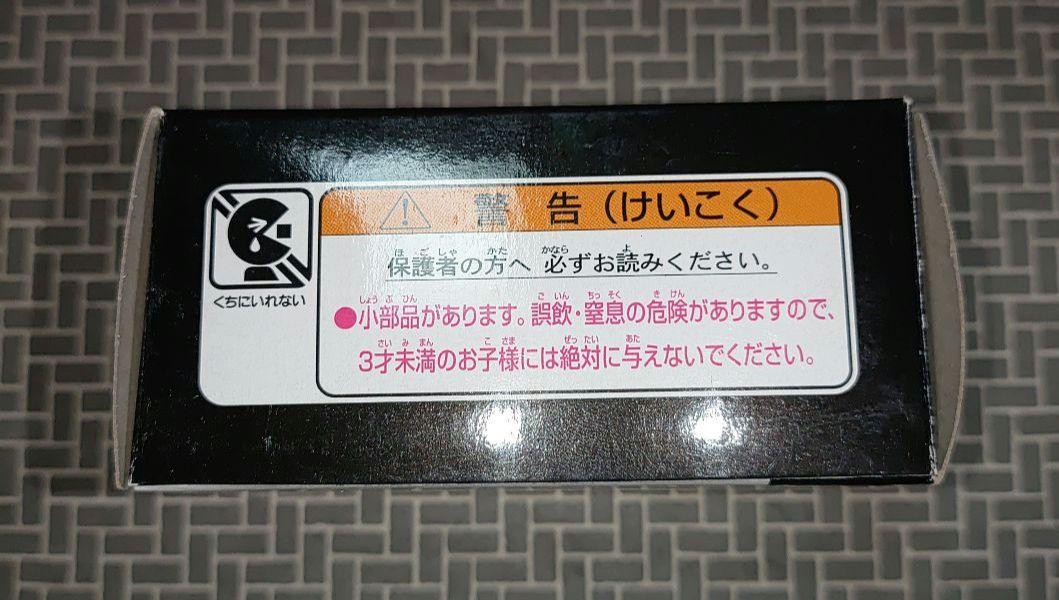 ⚠ 警 告（けいこく）
くちにいれない
保護者の方へ 必ずお読みください。
●小部品があります。誤飲・窒息の危険がありますので、
3才未満のお子様には絶対に与えないでください。